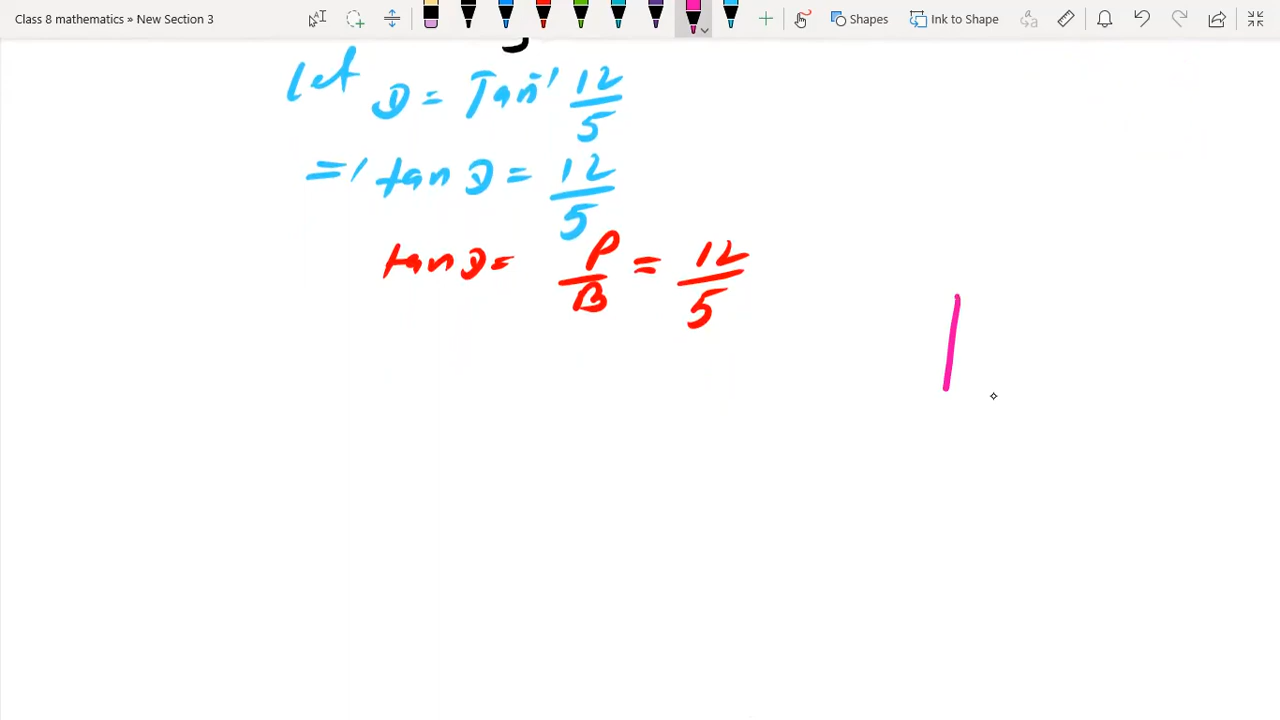 Class 8 mathematics » New Section 3
Shapes
Ink to Shape
let θ = Tan⁻¹ 12/5
=> tan θ = 12/5
tan θ = P/B = 12/5